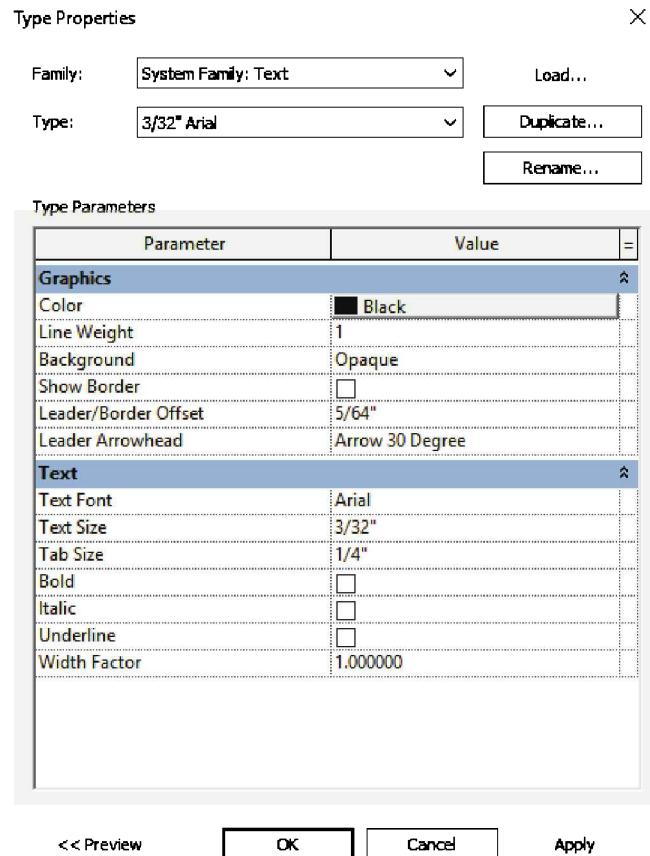 Type Properties
Family: System Family: Text Load...
Type: 3/32" Arial Duplicate...
Rename...
Type Parameters
Parameter Value =
Graphics
Color Black
Line Weight 1
Background Opaque
Show Border
Leader/Border Offset 5/64"
Leader Arrowhead Arrow 30 Degree
Text
Text Font Arial
Text Size 3/32"
Tab Size 1/4"
Bold
Italic
Underline
Width Factor 1.000000
<< Preview OK Cancel Apply